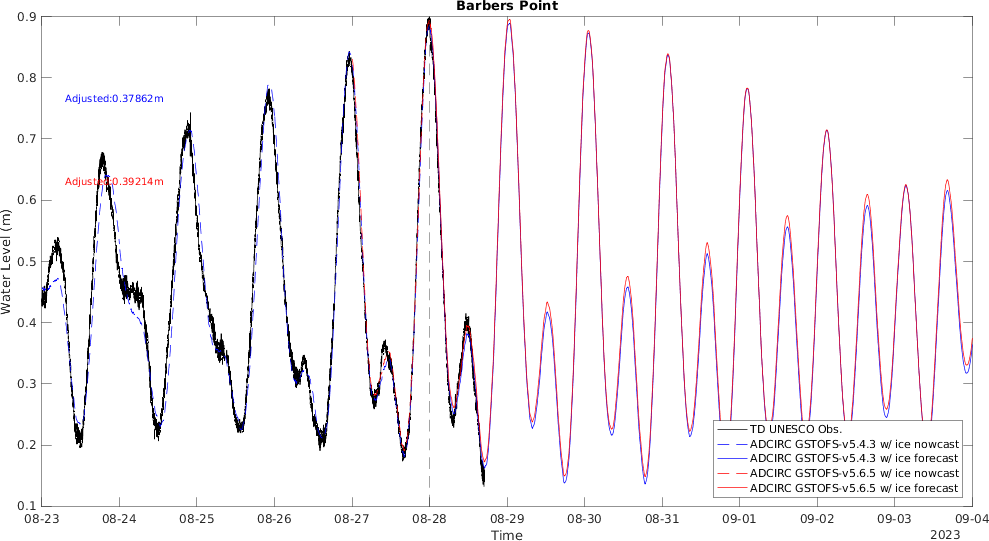 Barbers Point
Water Level (m)
0.9
0.8
0.7
0.6
0.5
0.4
0.3
0.2
0.1
Adjusted:0.37862m
Adjusted:0.39214m
TD UNESCO Obs.
ADCIRC GSTOFS-v5.4.3 w/ ice nowcast
ADCIRC GSTOFS-v5.4.3 w/ ice forecast
ADCIRC GSTOFS-v5.6.5 w/ ice nowcast
ADCIRC GSTOFS-v5.6.5 w/ ice forecast
08-23 08-24 08-25 08-26 08-27 08-28 08-29 08-30 08-31 09-01 09-02 09-03 09-04
Time
2023